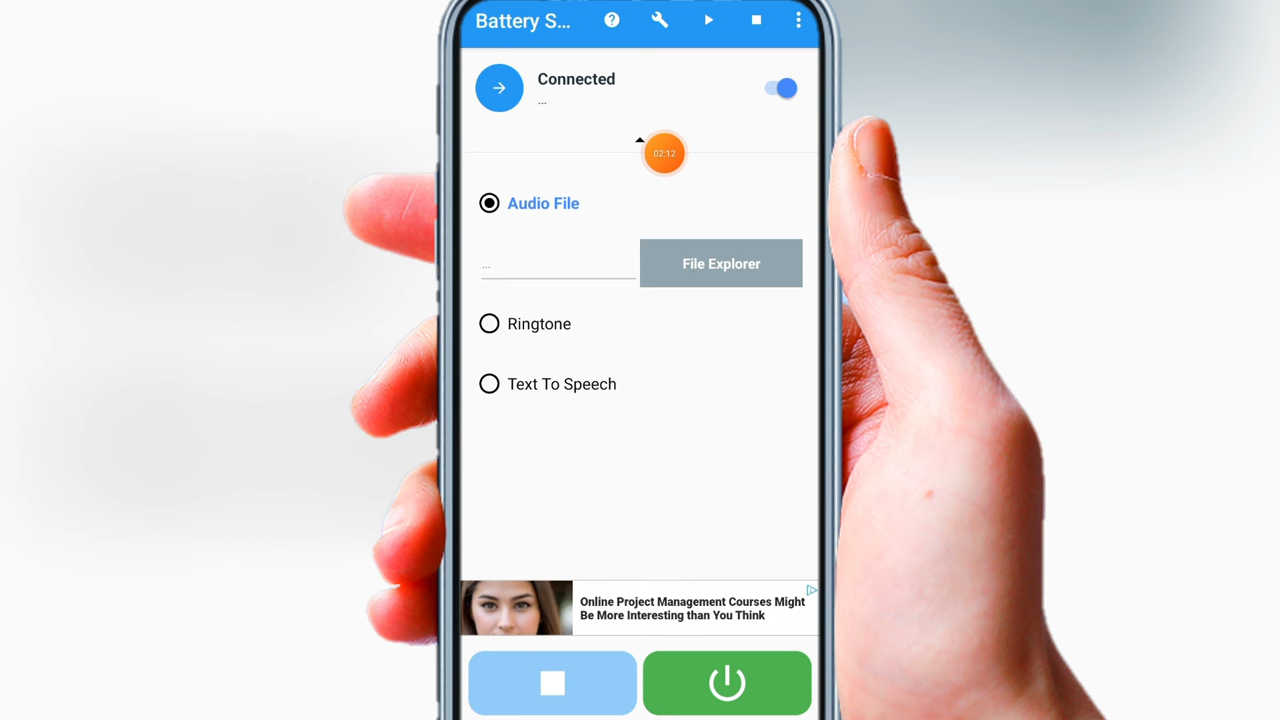 Battery S...
Connected
...
02:12
Audio File
...
File Explorer
Ringtone
Text To Speech
Online Project Management Courses Might
Be More Interesting than You Think